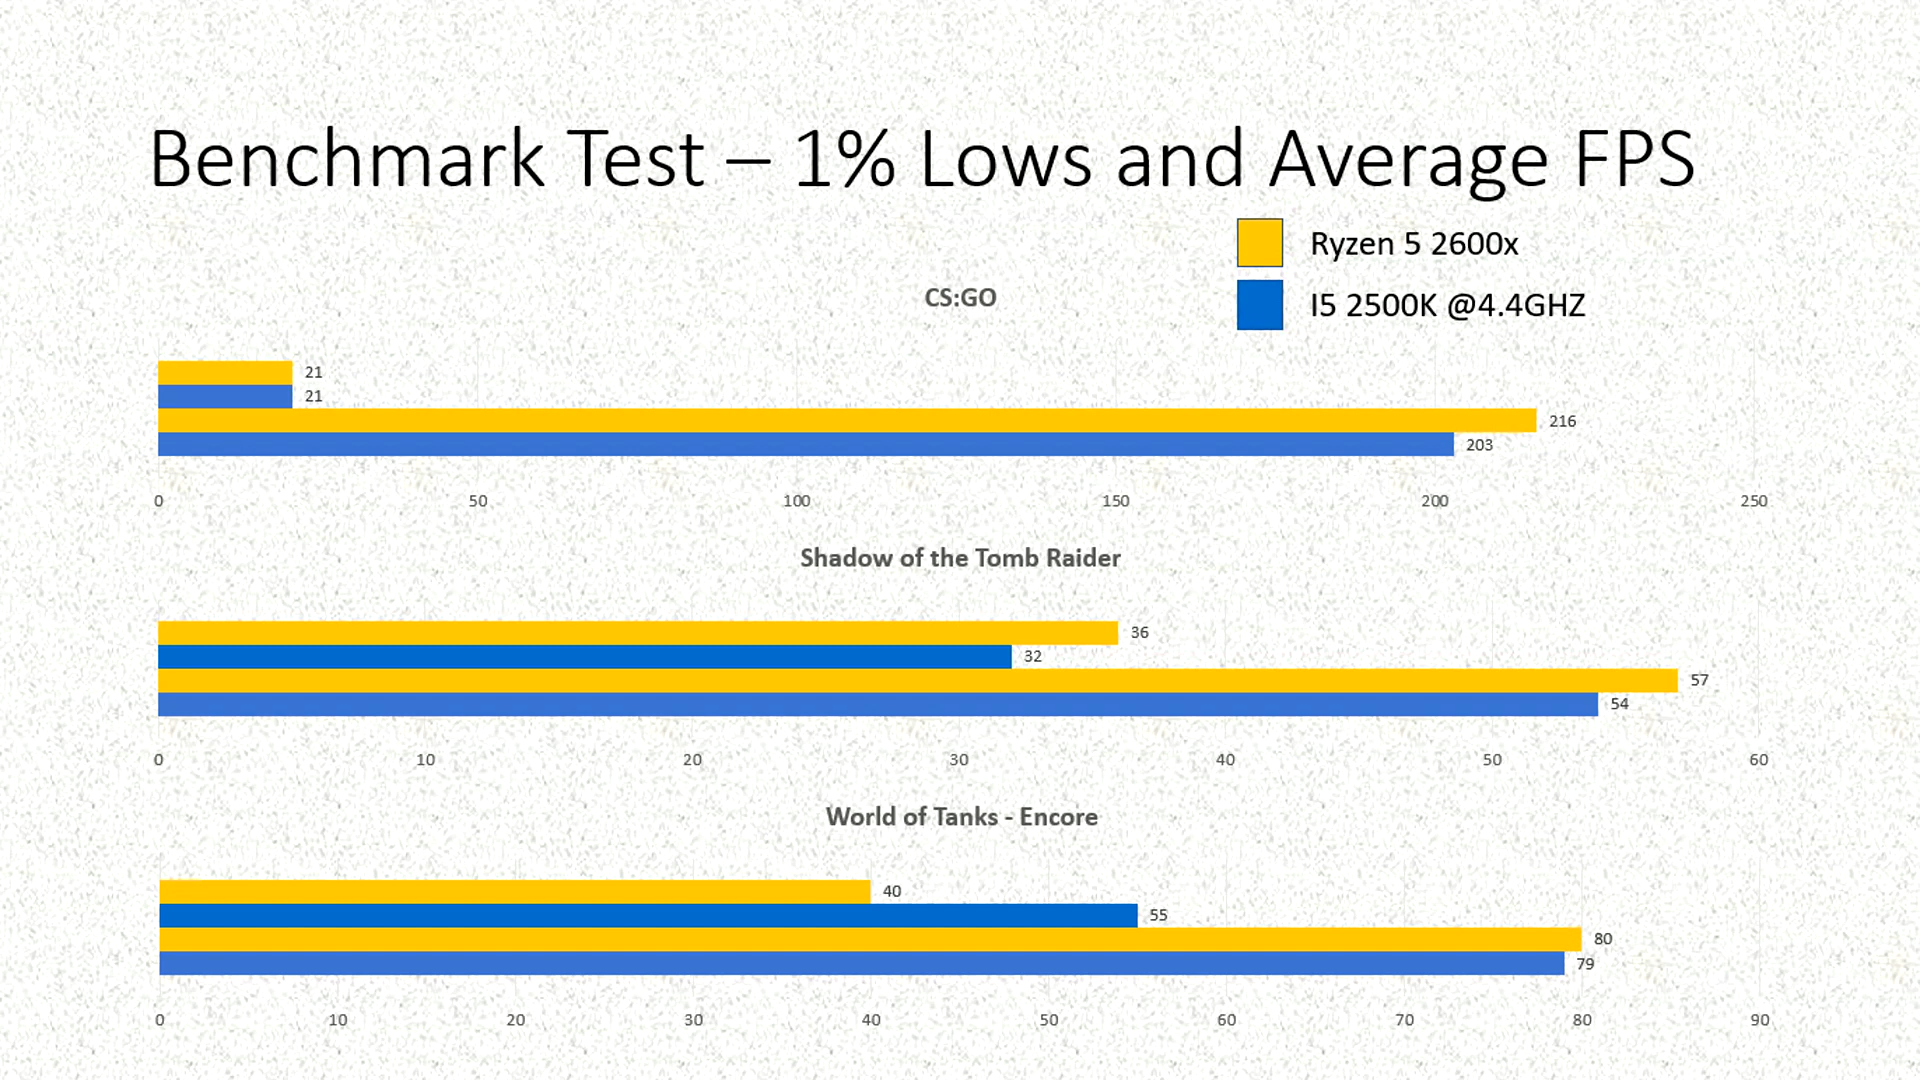 Benchmark Test – 1% Lows and Average FPS
Ryzen 5 2600x
I5 2500K @4.4GHZ
CS:GO
21
21
216
203
0 50 100 150 200 250
Shadow of the Tomb Raider
36
32
57
54
0 10 20 30 40 50 60
World of Tanks - Encore
40
55
80
79
0 10 20 30 40 50 60 70 80 90